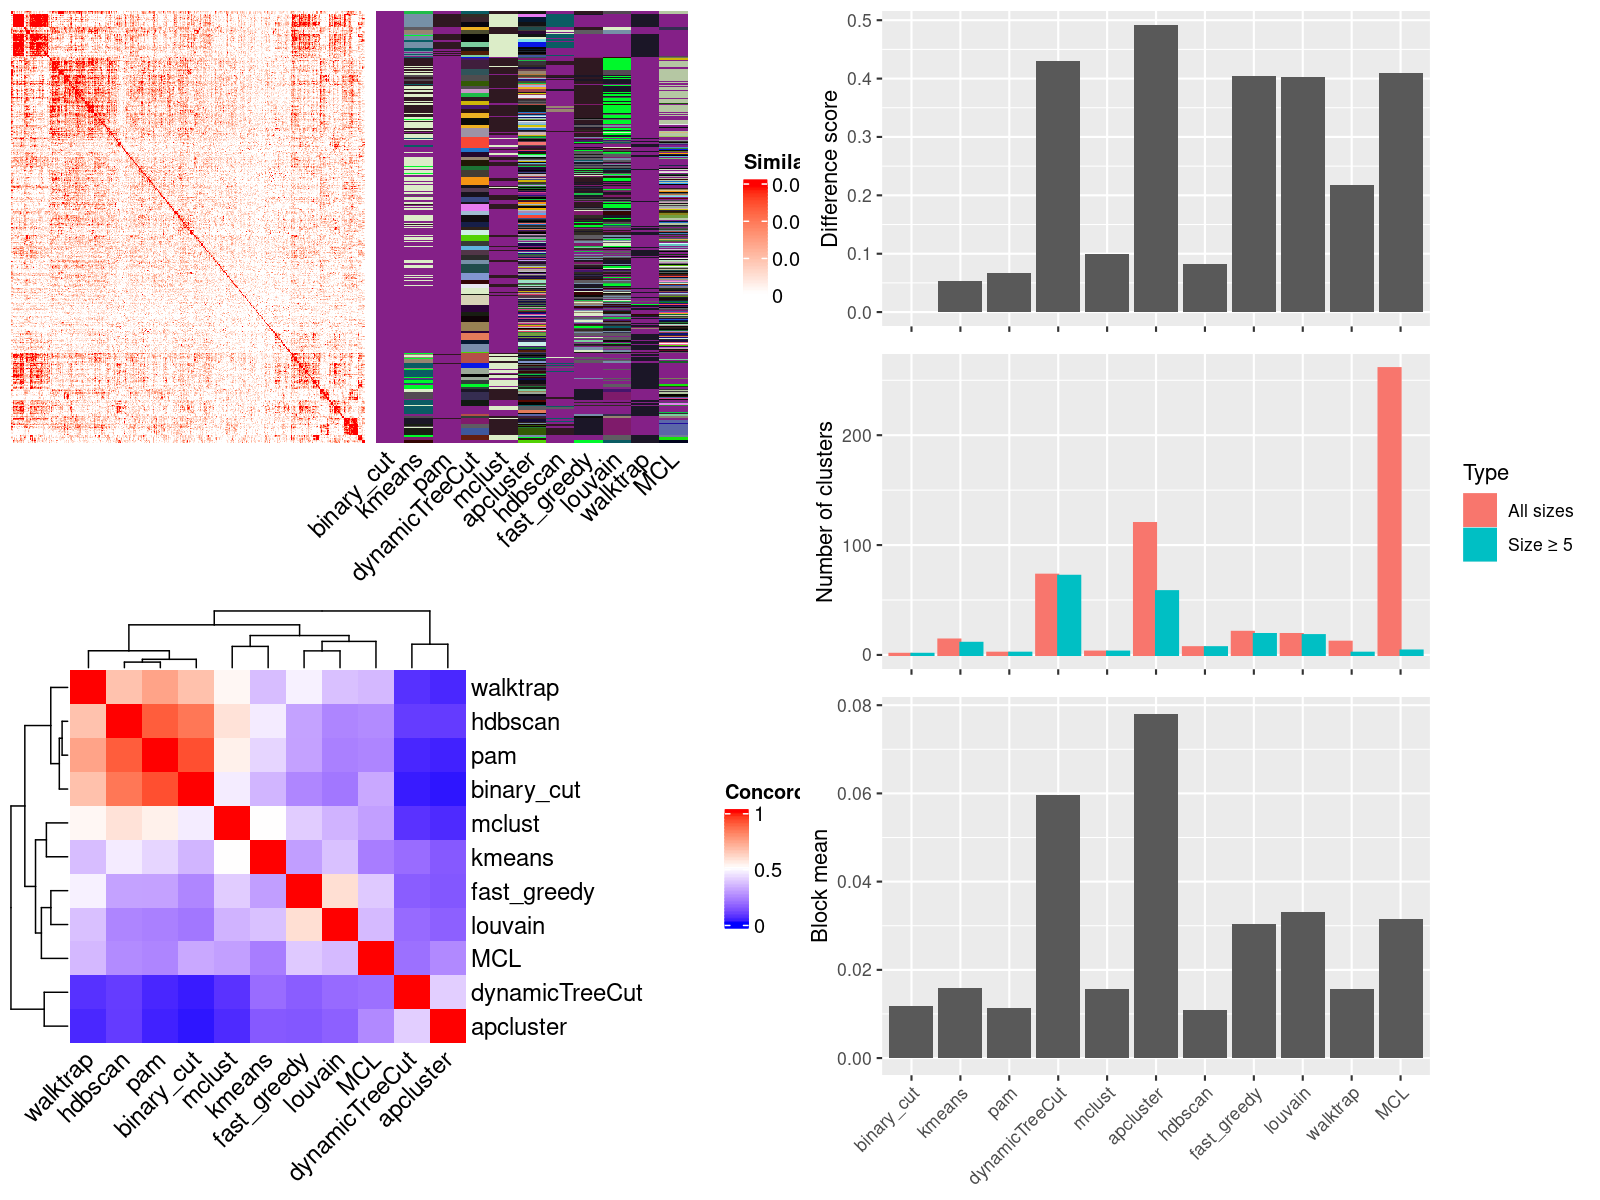 Simila
0.0
0.0
0.0
0
binary_cut
kmeans
pam
dynamicTreeCut
mclust
apcluster
hdbscan
fast_greedy
louvain
walktrap
MCL
walktrap
hdbscan
pam
binary_cut
mclust
kmeans
fast_greedy
louvain
MCL
dynamicTreeCut
apcluster
walktrap
hdbscan
pam
binary_cut
mclust
kmeans
fast_greedy
louvain
MCL
dynamicTreeCut
apcluster
Concord
1
0.5
0
Difference score
0.5
0.4
0.3
0.2
0.1
0.0
Number of clusters
200
100
0
Type
All sizes
Size ≥ 5
Block mean
0.08
0.06
0.04
0.02
0.00
binary_cut
kmeans
pam
dynamicTreeCut
mclust
apcluster
hdbscan
fast_greedy
louvain
walktrap
MCL